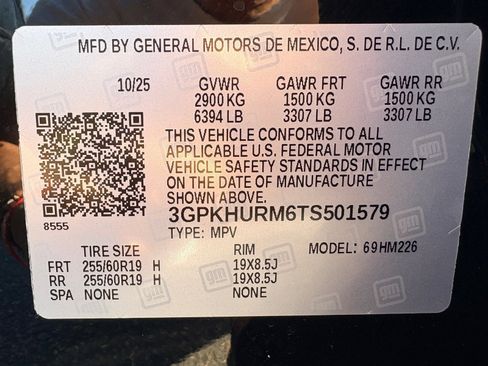 MFD BY GENERAL MOTORS DE MEXICO, S. DE R.L. DE C.V.
10/25 GVWR GAWR FRT GAWR RR
2900 KG 1500 KG 1500 KG
6394 LB 3307 LB 3307 LB
THIS VEHICLE CONFORMS TO ALL
APPLICABLE U.S. FEDERAL MOTOR
VEHICLE SAFETY STANDARDS IN EFFECT
ON THE DATE OF MANUFACTURE
SHOWN ABOVE.
8555
3GPKHURM6TS501579
TYPE: MPV
TIRE SIZE RIM MODEL: 69HM226
FRT 255/60R19 H 19X8.5J
RR 255/60R19 H 19X8.5J
SPA NONE NONE